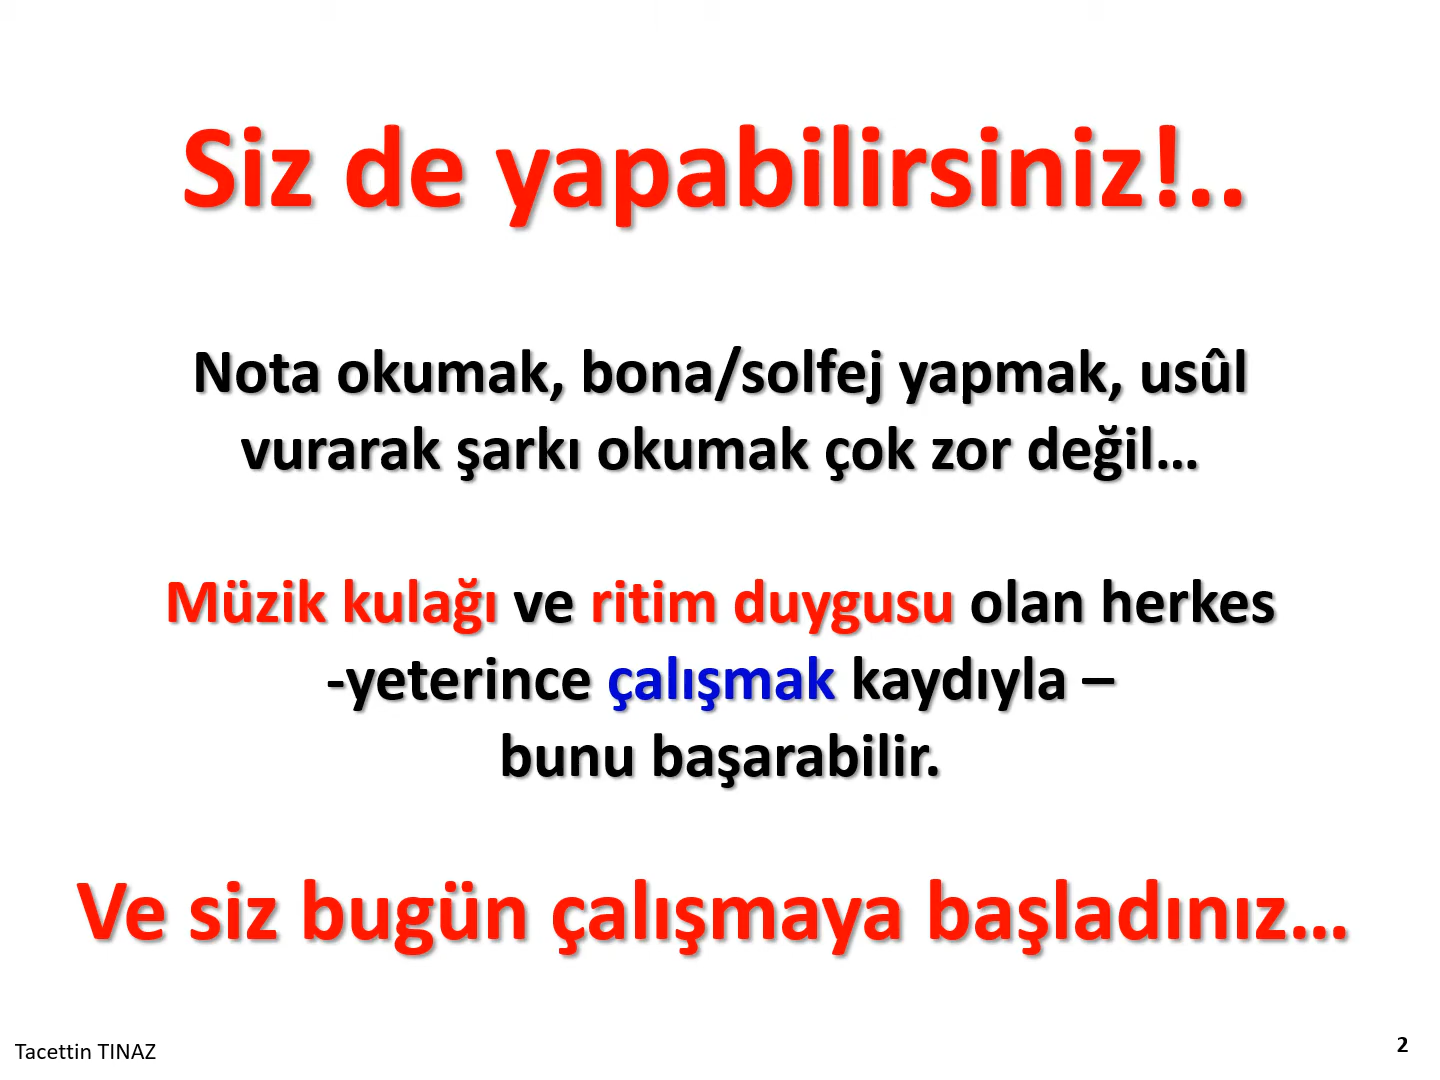 Siz de yapabilirsiniz!..
Nota okumak, bona/solfej yapmak, usûl
vurarak şarkı okumak çok zor değil…
Müzik kulağı ve ritim duygusu olan herkes
-yeterince çalışmak kaydıyla –
bunu başarabilir.
Ve siz bugün çalışmaya başladınız…
Tacettin TINAZ
2